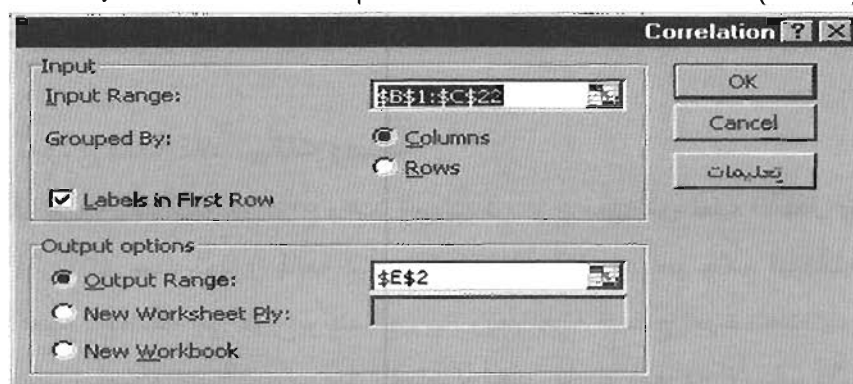 Correlation ? X
Input
Input Range: $B$1:$C$22
Grouped By: Columns
Rows
Labels in First Row
OK
Cancel
تعليمات
Output options
Output Range: $E$2
New Worksheet Ply:
New Workbook